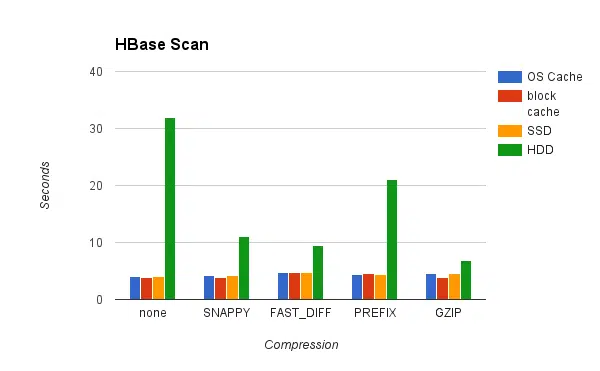 HBase Scan
40
30
20
10
0
Seconds
none SNAPPY FAST_DIFF PREFIX GZIP
Compression
OS Cache
block
cache
SSD
HDD